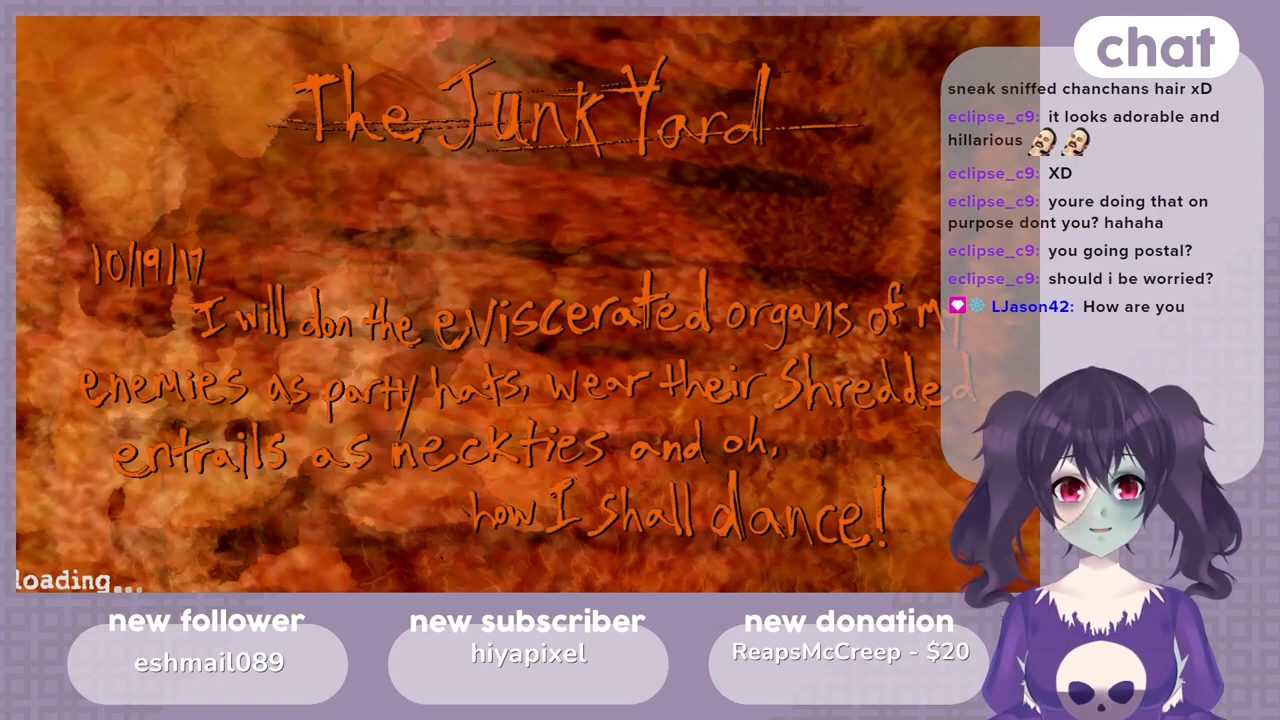 The Junk Yard
10/19/17
I will don the eviscerated organs of my
enemies as party hats, wear their shredded
entrails as neckties and oh,
how I shall dance!
loading...
chat
sneak sniffed chanchans hair xD
eclipse_c9: it looks adorable and
hillarious
eclipse_c9: XD
eclipse_c9: youre doing that on
purpose dont you? hahaha
eclipse_c9: you going postal?
eclipse_c9: should i be worried?
LJason42: How are you
new follower
eshmail089
new subscriber
hiyapixel
new donation
ReapsMcCreep - $20